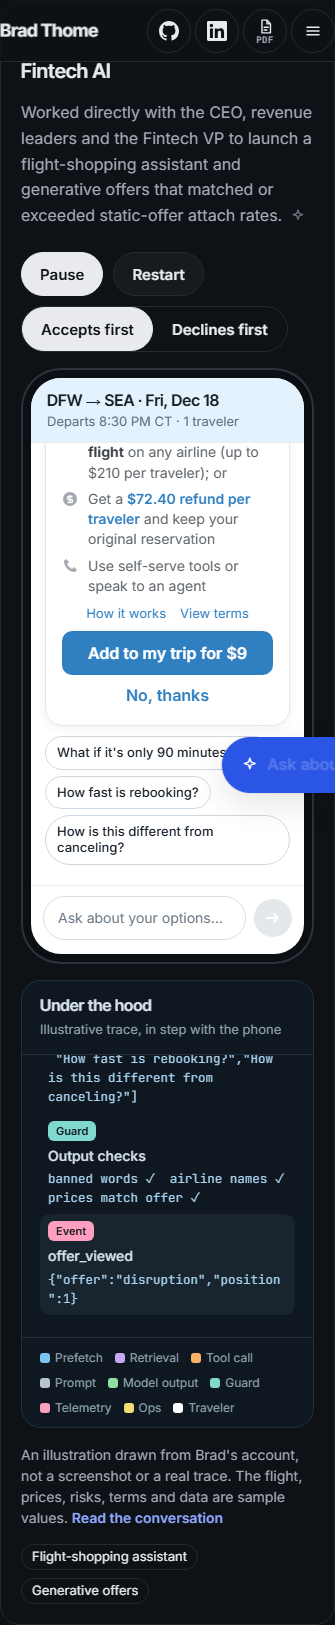 Brad Thome
PDF
Fintech AI
Worked directly with the CEO, revenue
leaders and the Fintech VP to launch a
flight-shopping assistant and
generative offers that matched or
exceeded static-offer attach rates.
Pause
Restart
Accepts first
Declines first
DFW → SEA · Fri, Dec 18
Departs 8:30 PM CT · 1 traveler
flight on any airline (up to
$210 per traveler); or
Get a $72.40 refund per
traveler and keep your
original reservation
Use self-serve tools or
speak to an agent
How it works View terms
Add to my trip for $9
No, thanks
What if it's only 90 minutes
Ask abou
How fast is rebooking?
How is this different from
canceling?
Ask about your options...
Under the hood
Illustrative trace, in step with the phone
"How fast is rebooking?","How
is this different from
canceling?"]
Guard
Output checks
banned words ✓ airline names ✓
prices match offer ✓
Event
offer_viewed
{"offer":"disruption","position
":1}
Prefetch Retrieval Tool call
Prompt Model output Guard
Telemetry Ops Traveler
An illustration drawn from Brad's account,
not a screenshot or a real trace. The flight,
prices, risks, terms and data are sample
values. Read the conversation
Flight-shopping assistant
Generative offers